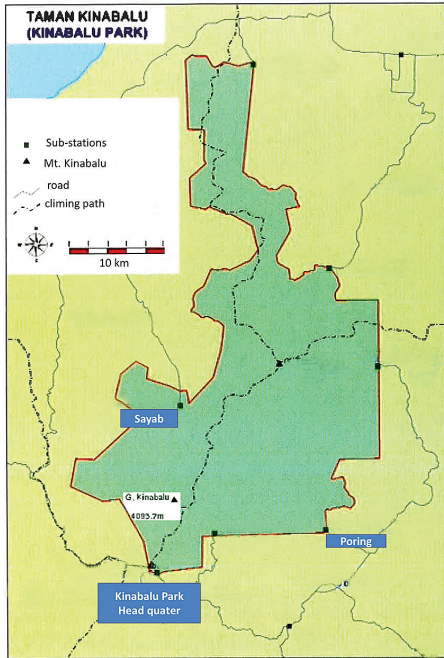 TAMAN KINABALU
(KINABALU PARK)
Sub-stations
Mt. Kinabalu
road
climing path
10 km
Sayab
G. Kinabalu
4095.7m
Poring
Kinabalu Park
Head quater